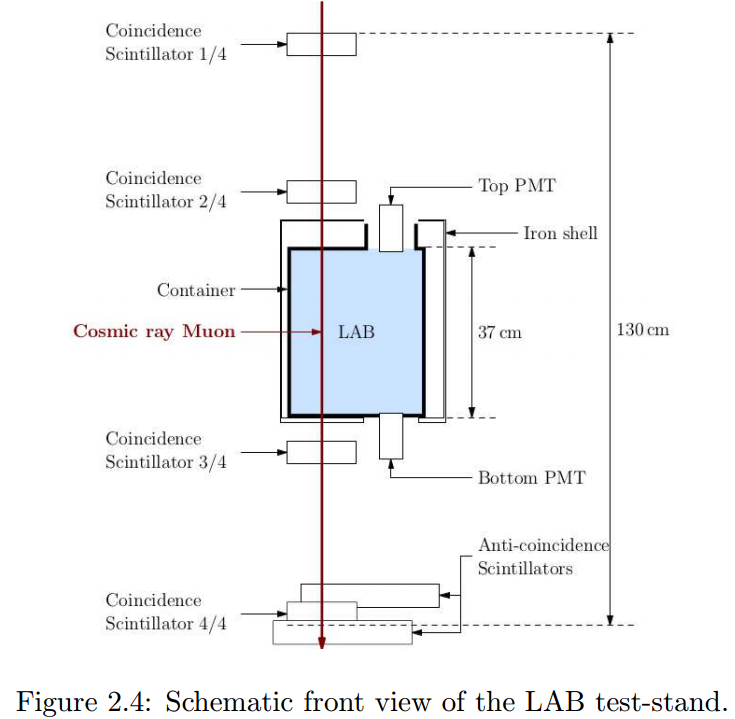 Coincidence
Scintillator 1/4
Coincidence
Scintillator 2/4
Top PMT
Iron shell
Container
Cosmic ray Muon
LAB
37 cm
130 cm
Coincidence
Scintillator 3/4
Bottom PMT
Anti-coincidence
Scintillators
Coincidence
Scintillator 4/4
Figure 2.4: Schematic front view of the LAB test-stand.